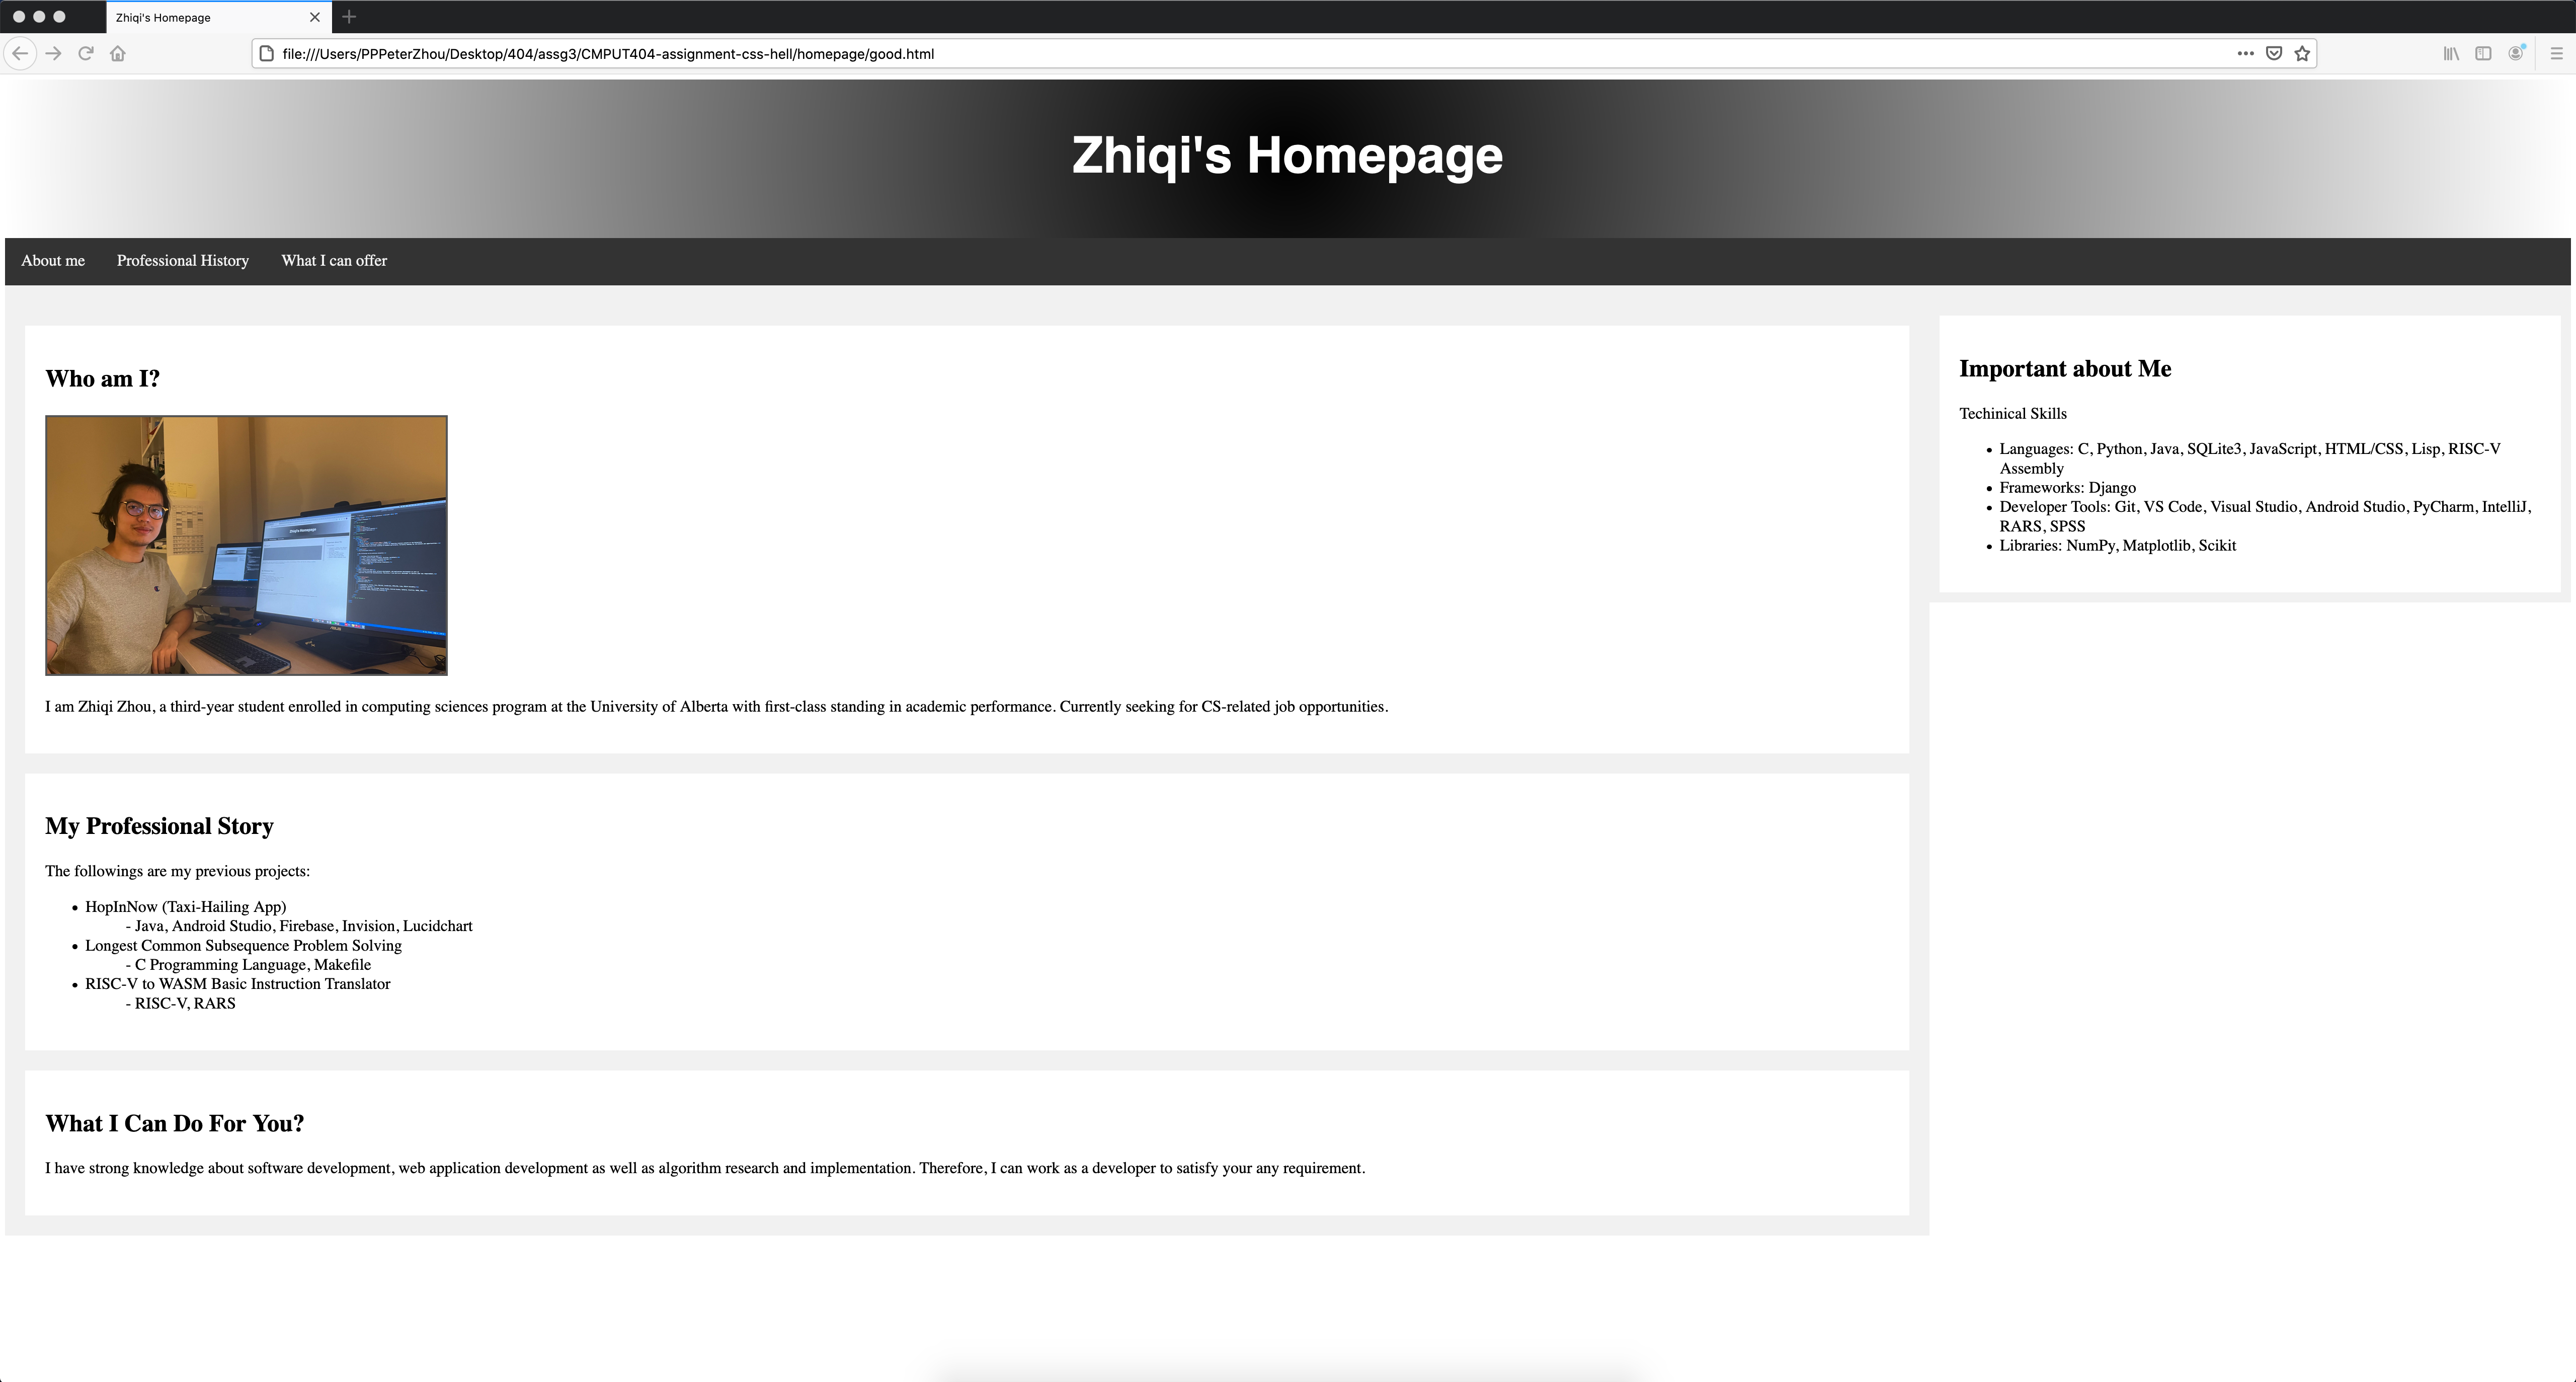 Zhiqi's Homepage
file:///Users/PPPeterZhou/Desktop/404/assg3/CMPUT404-assignment-css-hell/homepage/good.html
Zhiqi's Homepage
About me
Professional History
What I can offer
Who am I?
I am Zhiqi Zhou, a third-year student enrolled in computing sciences program at the University of Alberta with first-class standing in academic performance. Currently seeking for CS-related job opportunities.
My Professional Story
The followings are my previous projects:
• HopInNow (Taxi-Hailing App)
- Java, Android Studio, Firebase, Invision, Lucidchart
• Longest Common Subsequence Problem Solving
- C Programming Language, Makefile
• RISC-V to WASM Basic Instruction Translator
- RISC-V, RARS
What I Can Do For You?
I have strong knowledge about software development, web application development as well as algorithm research and implementation. Therefore, I can work as a developer to satisfy your any requirement.
Important about Me
Techinical Skills
• Languages: C, Python, Java, SQLite3, JavaScript, HTML/CSS, Lisp, RISC-V
Assembly
• Frameworks: Django
• Developer Tools: Git, VS Code, Visual Studio, Android Studio, PyCharm, IntelliJ,
RARS, SPSS
• Libraries: NumPy, Matplotlib, Scikit